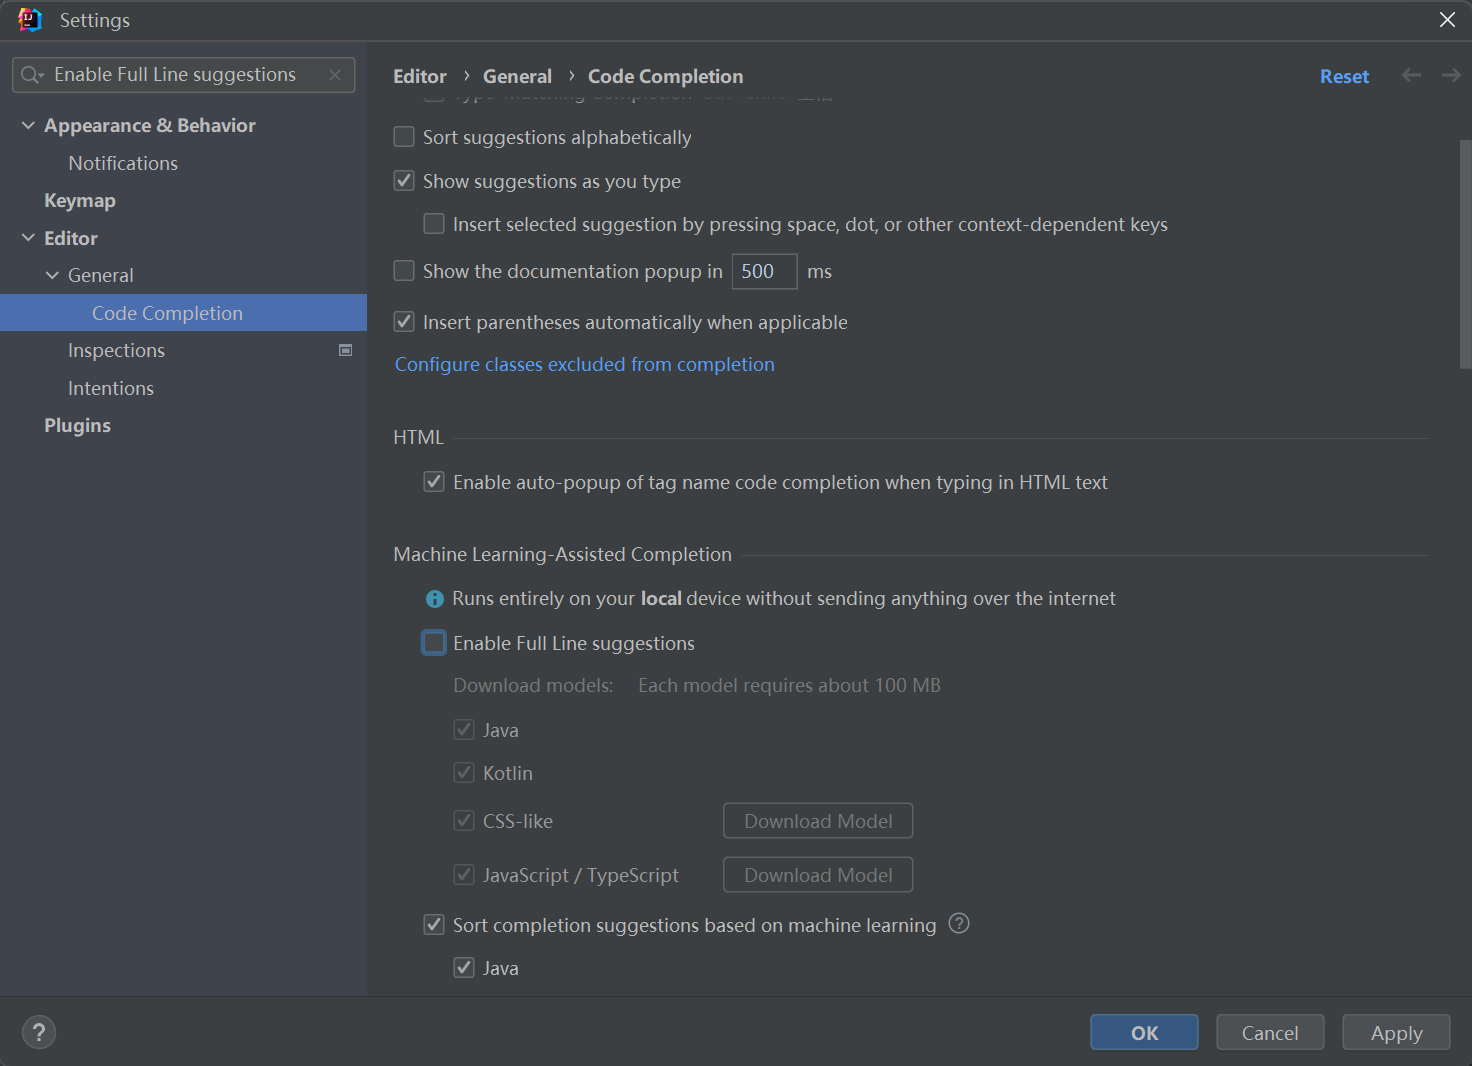 Settings
Enable Full Line suggestions
Appearance & Behavior
Notifications
Keymap
Editor
General
Code Completion
Inspections
Intentions
Plugins
Editor › General › Code Completion
Reset
Sort suggestions alphabetically
Show suggestions as you type
Insert selected suggestion by pressing space, dot, or other context-dependent keys
Show the documentation popup in 500 ms
Insert parentheses automatically when applicable
Configure classes excluded from completion
HTML
Enable auto-popup of tag name code completion when typing in HTML text
Machine Learning-Assisted Completion
Runs entirely on your local device without sending anything over the internet
Enable Full Line suggestions
Download models: Each model requires about 100 MB
Java
Kotlin
CSS-like Download Model
JavaScript / TypeScript Download Model
Sort completion suggestions based on machine learning ?
Java
? OK Cancel Apply